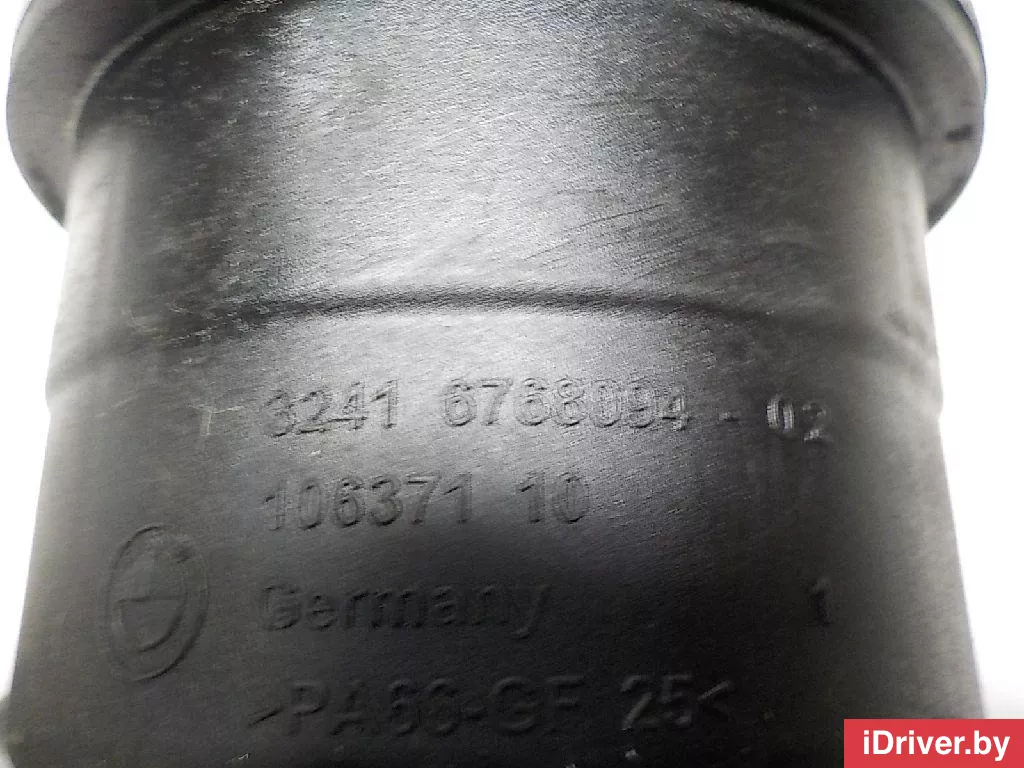 3241 6768094-02
106371 10
Germany 1
>PA66-GF 25<
iDriver.by